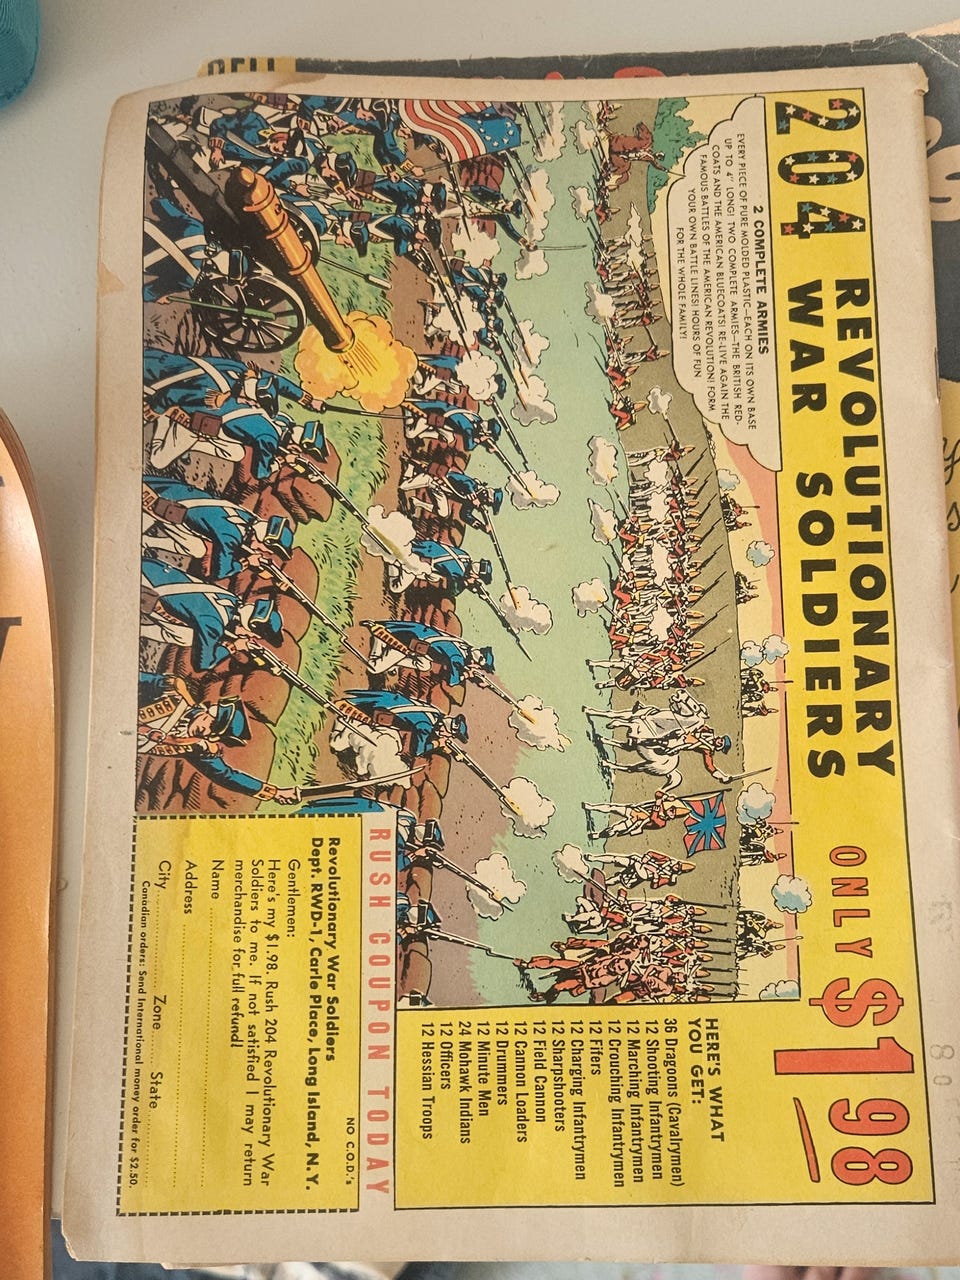 204 REVOLUTIONARY
WAR SOLDIERS
ONLY $1 98
2 COMPLETE ARMIES
EVERY PIECE OF PURE MOLDED PLASTIC—EACH ON ITS OWN BASE
UP TO 4" LONG! TWO COMPLETE ARMIES—THE BRITISH RED-
COATS AND THE AMERICAN BLUECOATS! RE-LIVE AGAIN THE
FAMOUS BATTLES OF THE AMERICAN REVOLUTION! FORM
YOUR OWN BATTLE LINES! HOURS OF FUN
FOR THE WHOLE FAMILY!
HERE'S WHAT
YOU GET:
36 Dragoons (Cavalrymen)
12 Shooting Infantrymen
12 Marching Infantrymen
12 Crouching Infantrymen
12 Fifers
12 Charging Infantrymen
12 Sharpshooters
12 Field Cannon
12 Cannon Loaders
12 Drummers
12 Minute Men
24 Mohawk Indians
12 Officers
12 Hessian Troops
RUSH COUPON TODAY
NO C.O.D.'s
Revolutionary War Soldiers
Dept. RWD-1, Carle Place, Long Island, N.Y.
Gentlemen:
Here's my $1.98. Rush 204 Revolutionary War
Soldiers to me. If not satisfied I may return
merchandise for full refund!
Name
Address
City Zone State
Canadian orders: Send International money order for $2.50.
DELL